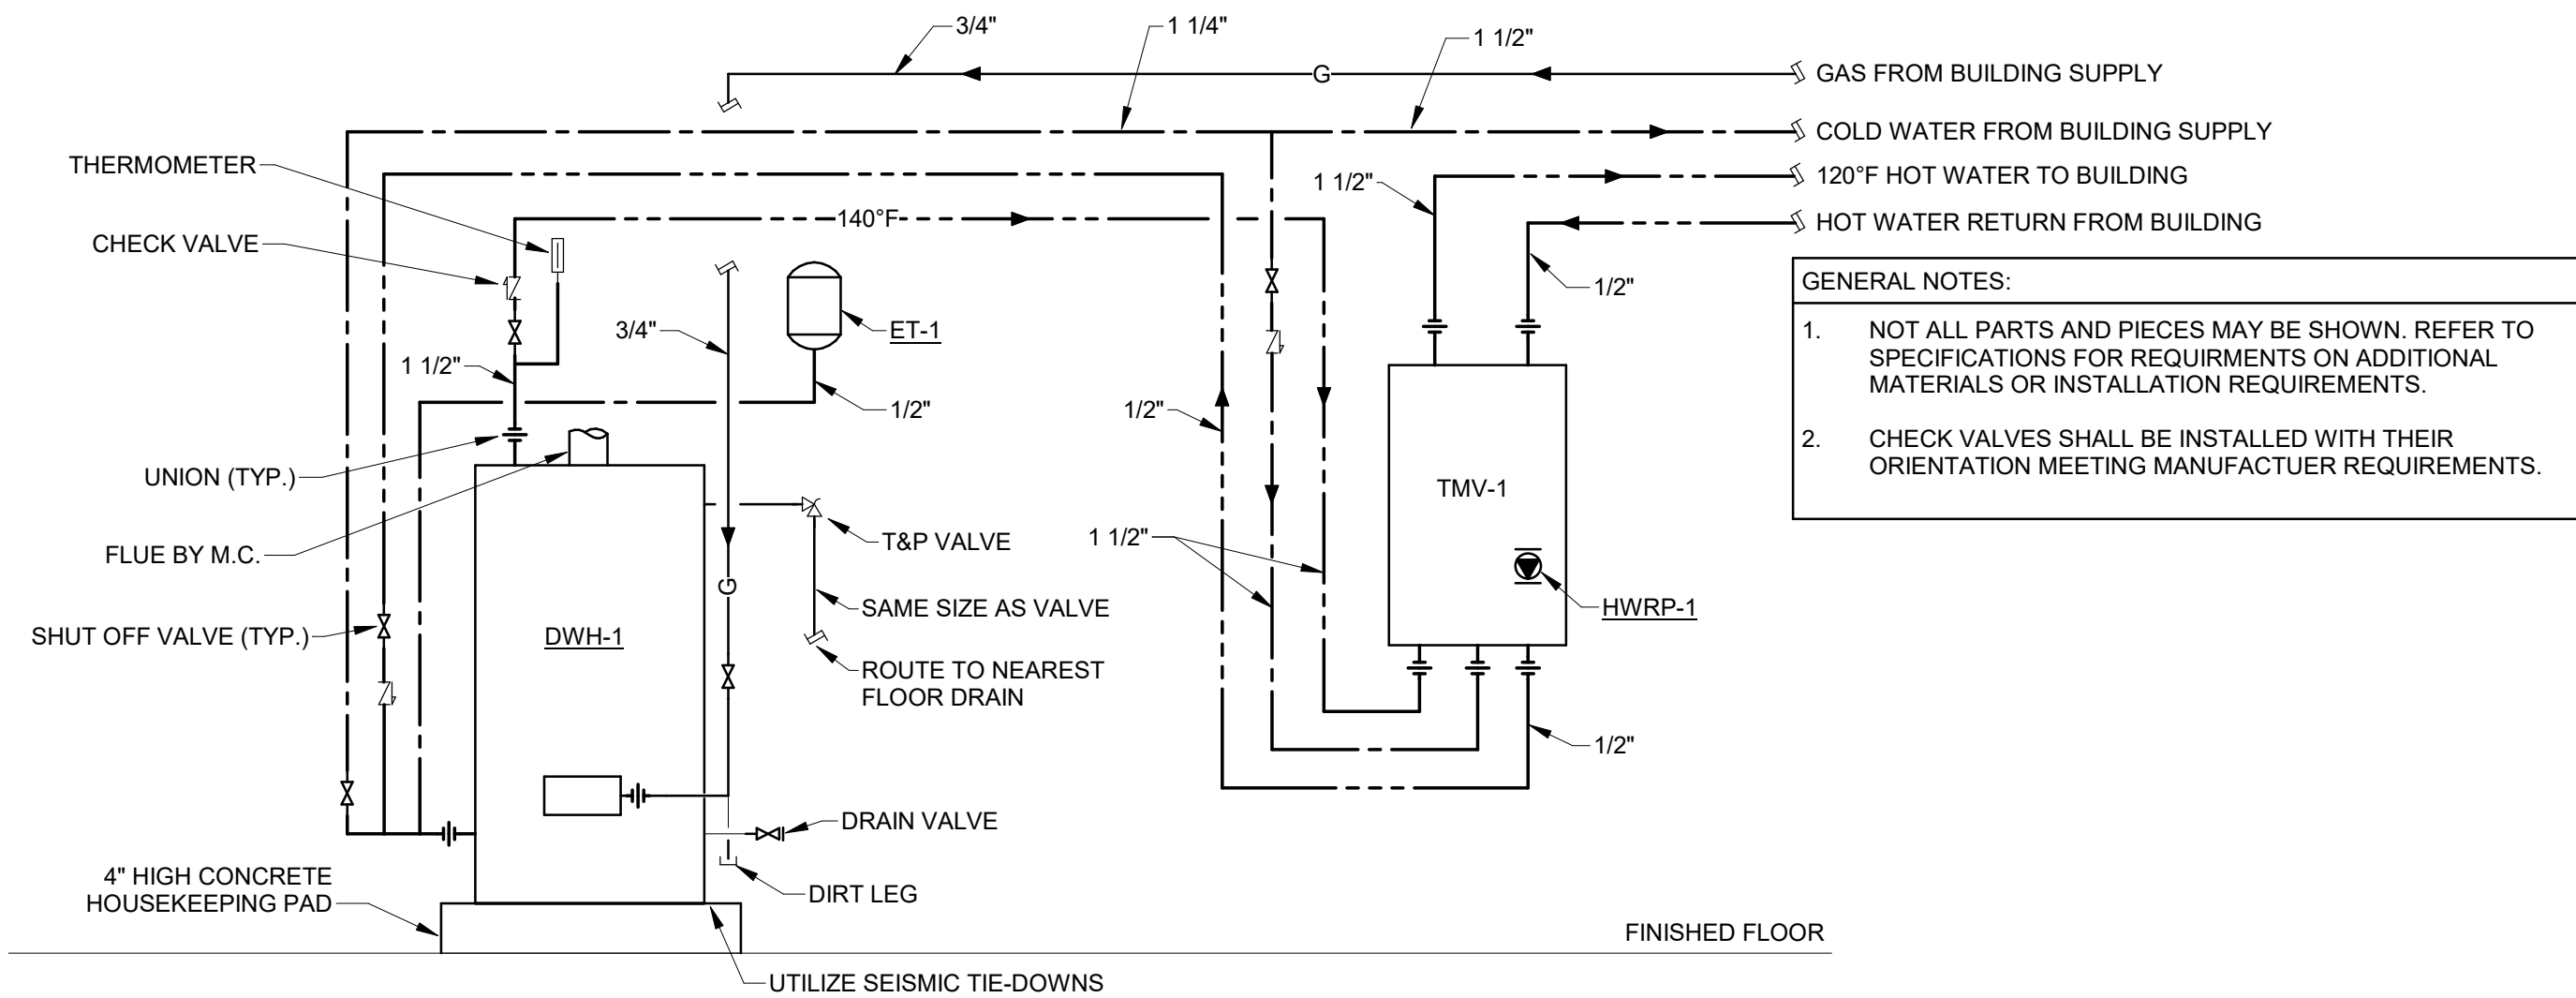 3/4"
1 1/4"
1 1/2"
G
GAS FROM BUILDING SUPPLY
COLD WATER FROM BUILDING SUPPLY
THERMOMETER
1 1/2"
120°F HOT WATER TO BUILDING
140°F
HOT WATER RETURN FROM BUILDING
CHECK VALVE
1/2"
GENERAL NOTES:
1. NOT ALL PARTS AND PIECES MAY BE SHOWN. REFER TO
SPECIFICATIONS FOR REQUIRMENTS ON ADDITIONAL
MATERIALS OR INSTALLATION REQUIREMENTS.
2. CHECK VALVES SHALL BE INSTALLED WITH THEIR
ORIENTATION MEETING MANUFACTUER REQUIREMENTS.
3/4"
ET-1
1 1/2"
1/2"
1/2"
UNION (TYP.)
TMV-1
FLUE BY M.C.
T&P VALVE
1 1/2"
G
SAME SIZE AS VALVE
HWRP-1
SHUT OFF VALVE (TYP.)
DWH-1
ROUTE TO NEAREST
FLOOR DRAIN
1/2"
DRAIN VALVE
4" HIGH CONCRETE
HOUSEKEEPING PAD
DIRT LEG
FINISHED FLOOR
UTILIZE SEISMIC TIE-DOWNS